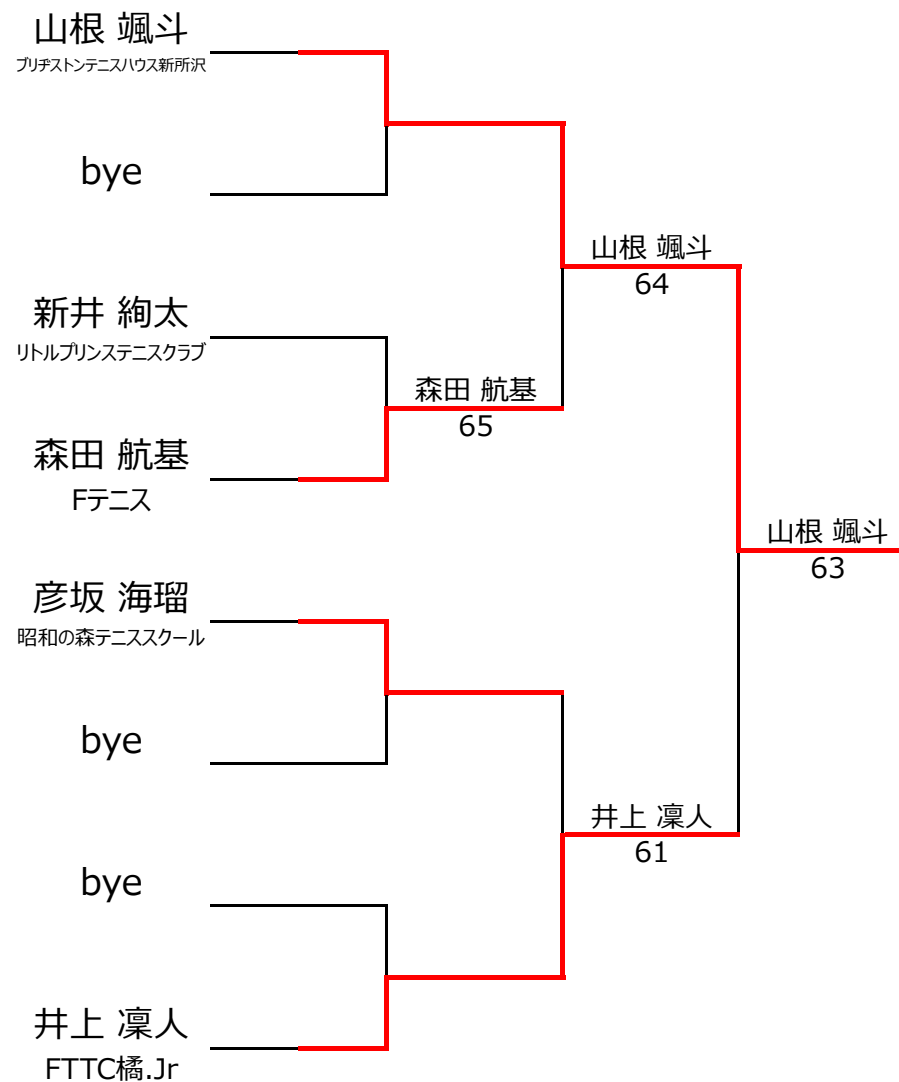 山根 颯斗
ブリヂストンテニスハウス新所沢
bye
新井 絢太
リトルプリンステニスクラブ
森田 航基
Fテニス
彦坂 海瑠
昭和の森テニススクール
bye
bye
井上 凜人
FTTC橘.Jr
森田 航基
65
山根 颯斗
64
井上 凜人
61
山根 颯斗
63